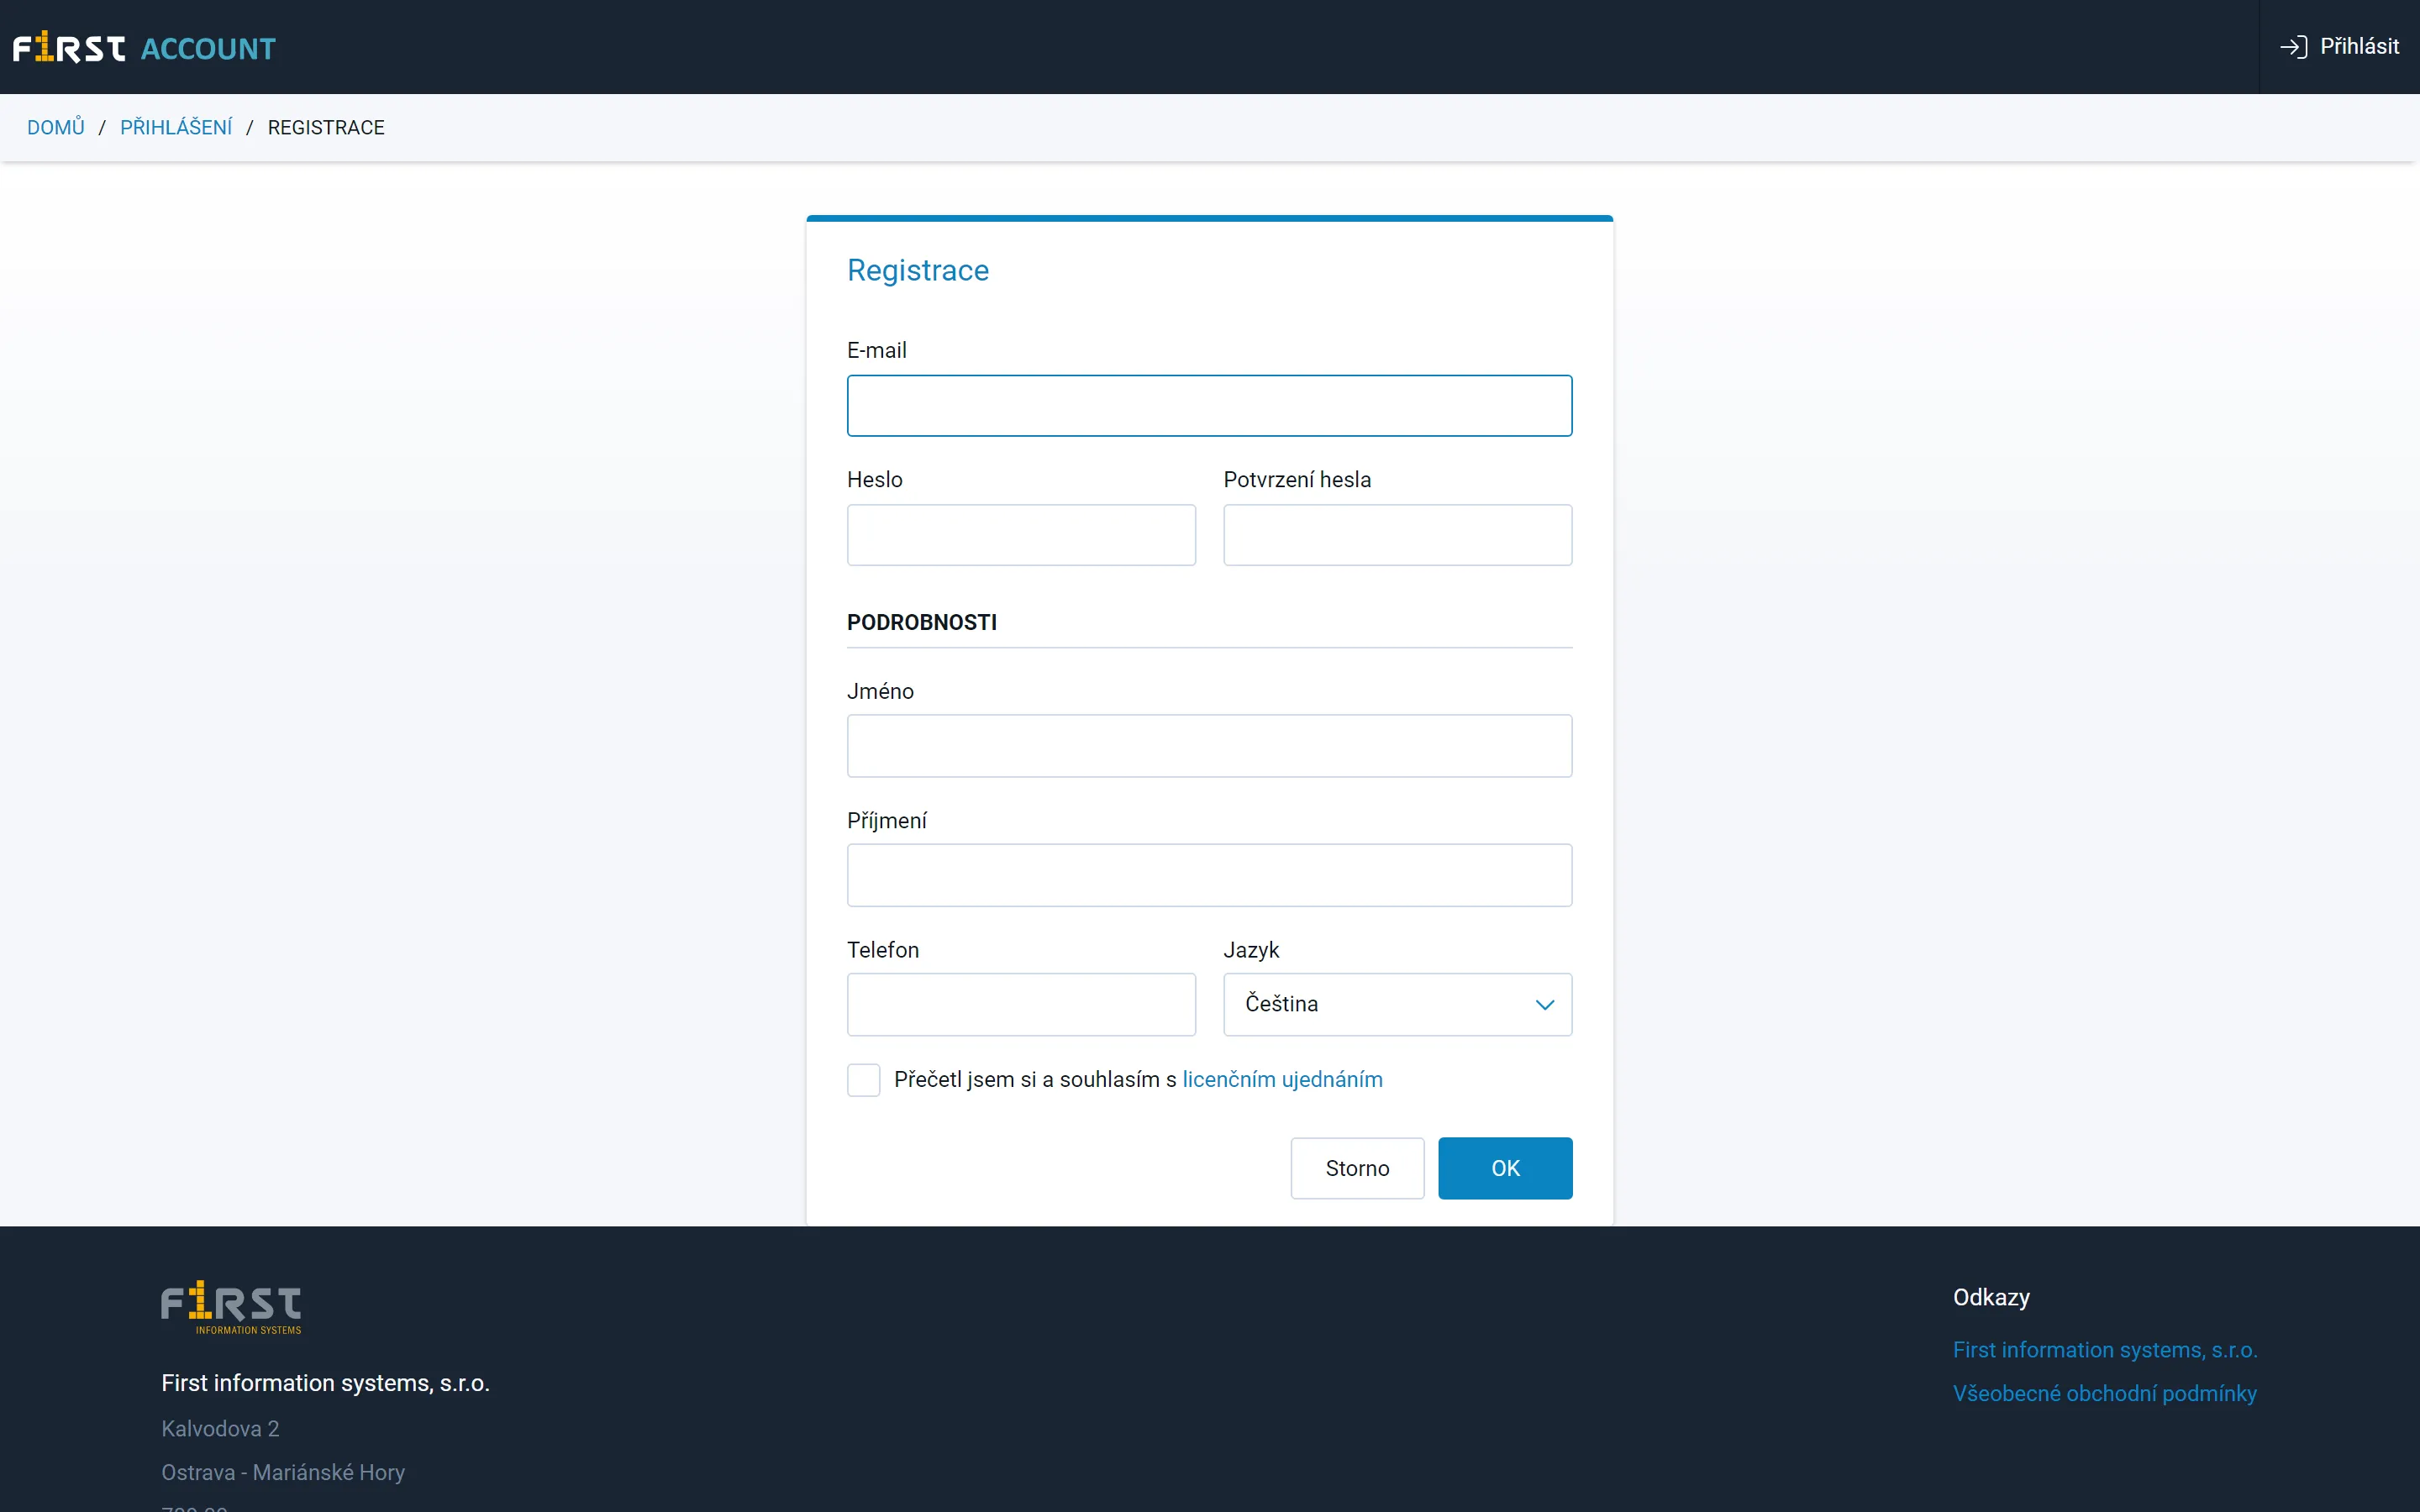 FIRST ACCOUNT
Přihlásit
DOMŮ / PŘIHLÁŠENÍ / REGISTRACE
Registrace
E-mail
Heslo
Potvrzení hesla
PODROBNOSTI
Jméno
Příjmení
Telefon
Jazyk
Čeština
Přečetl jsem si a souhlasím s licenčním ujednáním
Storno
OK
FIRST
INFORMATION SYSTEMS
First information systems, s.r.o.
Kalvodova 2
Ostrava - Mariánské Hory
Odkazy
First information systems, s.r.o.
Všeobecné obchodní podmínky